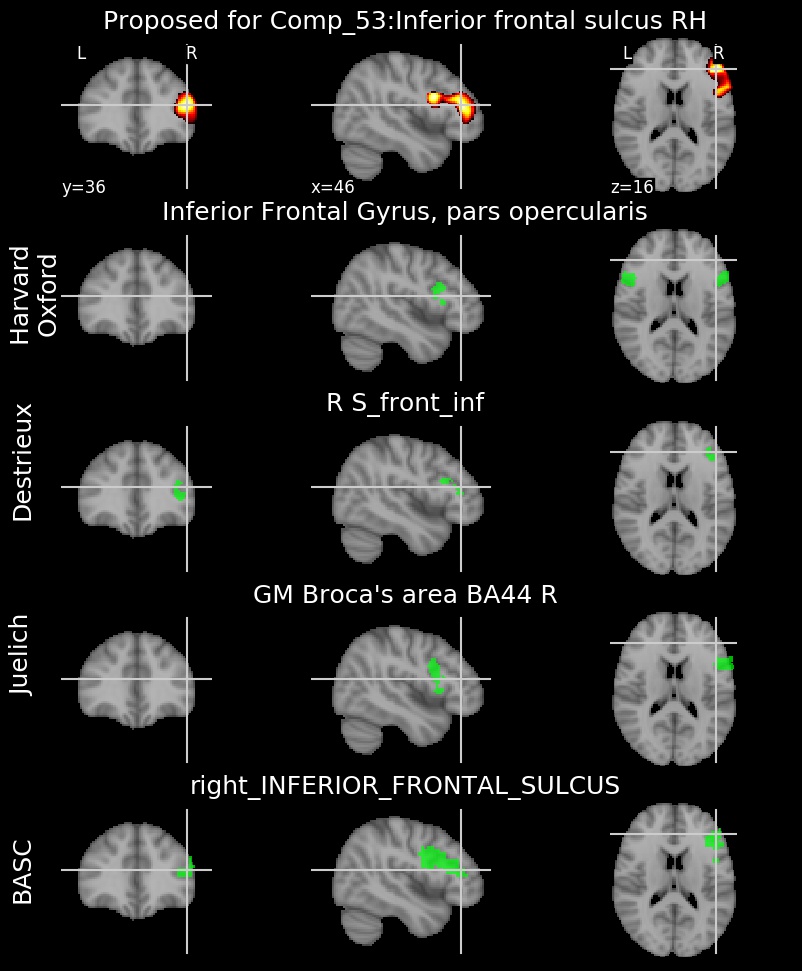 Proposed for Comp_53:Inferior frontal sulcus RH
L R L R
y=36 x=46 z=16
Inferior Frontal Gyrus, pars opercularis
Harvard
Oxford
R S_front_inf
Destrieux
GM Broca's area BA44 R
Juelich
right_INFERIOR_FRONTAL_SULCUS
BASC